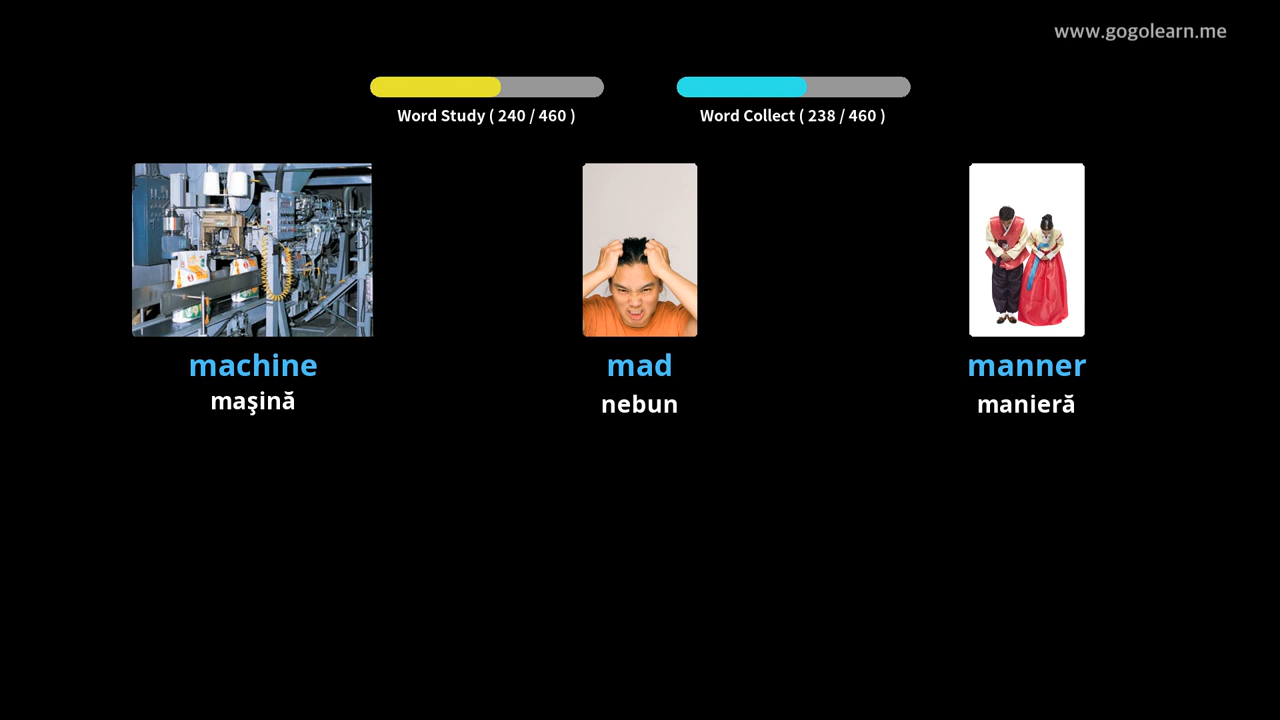 www.gogolearn.me
Word Study ( 240 / 460 )
Word Collect ( 238 / 460 )
machine
mad
manner
maşină
nebun
manieră